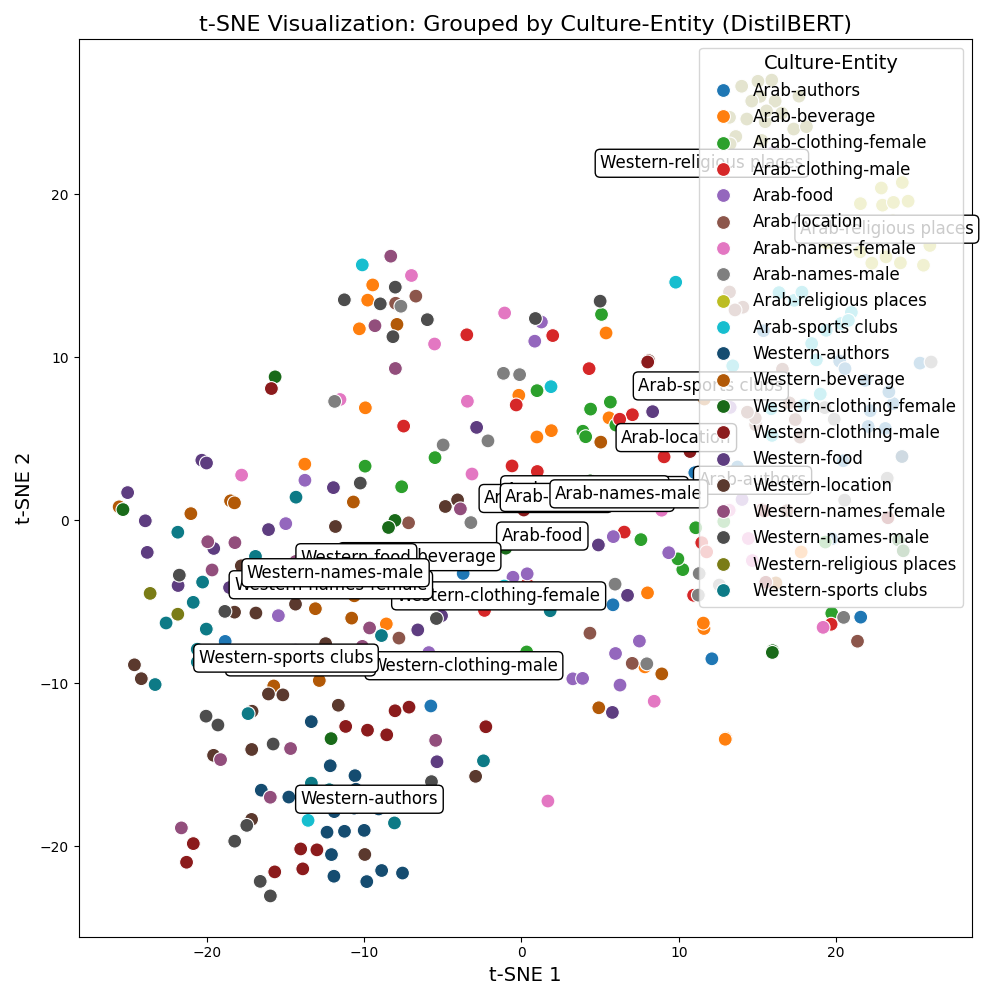 t-SNE Visualization: Grouped by Culture-Entity (DistilBERT)
Culture-Entity
Arab-authors
Arab-beverage
Arab-clothing-female
Arab-clothing-male
Arab-food
Arab-location
Arab-names-female
Arab-names-male
Arab-religious places
Arab-sports clubs
Western-authors
Western-beverage
Western-clothing-female
Western-clothing-male
Western-food
Western-location
Western-names-female
Western-names-male
Western-religious places
Western-sports clubs
Western-religious places
Arab-religious places
Arab-sports clubs
Arab-location
Arab-authors
Arab-names-male
Arab-food
Western-food
beverage
Western-names-male
Western-names-female
Western-clothing-female
Western-sports clubs
Western-clothing-male
Western-authors
20
10
0
−10
−20
t-SNE 2
−20
−10
0
10
20
t-SNE 1